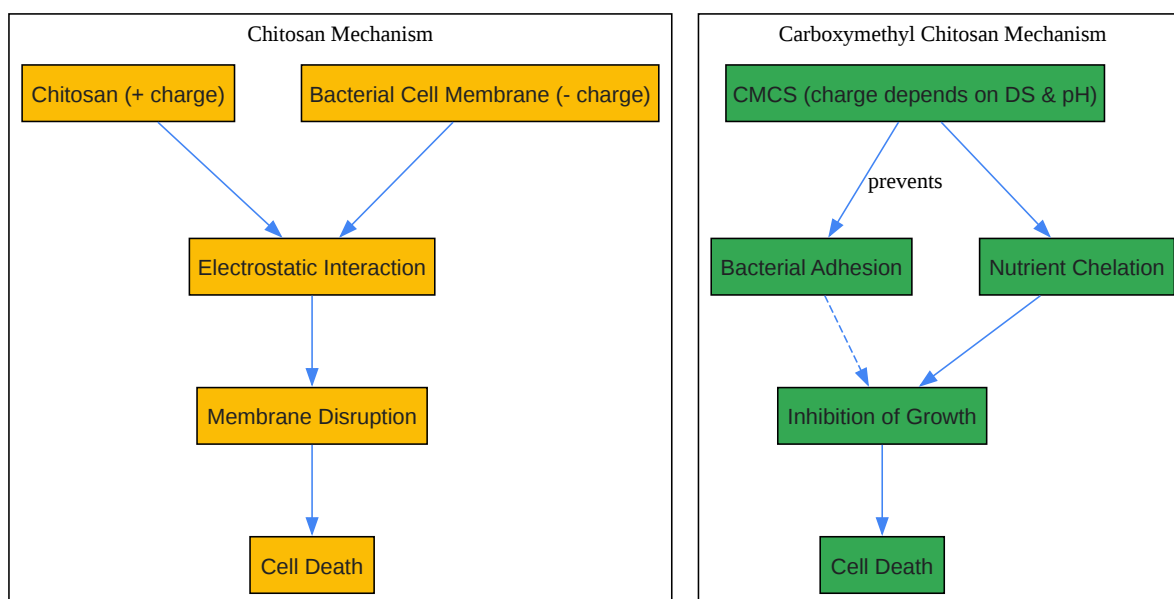 Chitosan Mechanism
Chitosan (+ charge)
Bacterial Cell Membrane (- charge)
Electrostatic Interaction
Membrane Disruption
Cell Death
Carboxymethyl Chitosan Mechanism
CMCS (charge depends on DS & pH)
prevents
Bacterial Adhesion
Nutrient Chelation
Inhibition of Growth
Cell Death